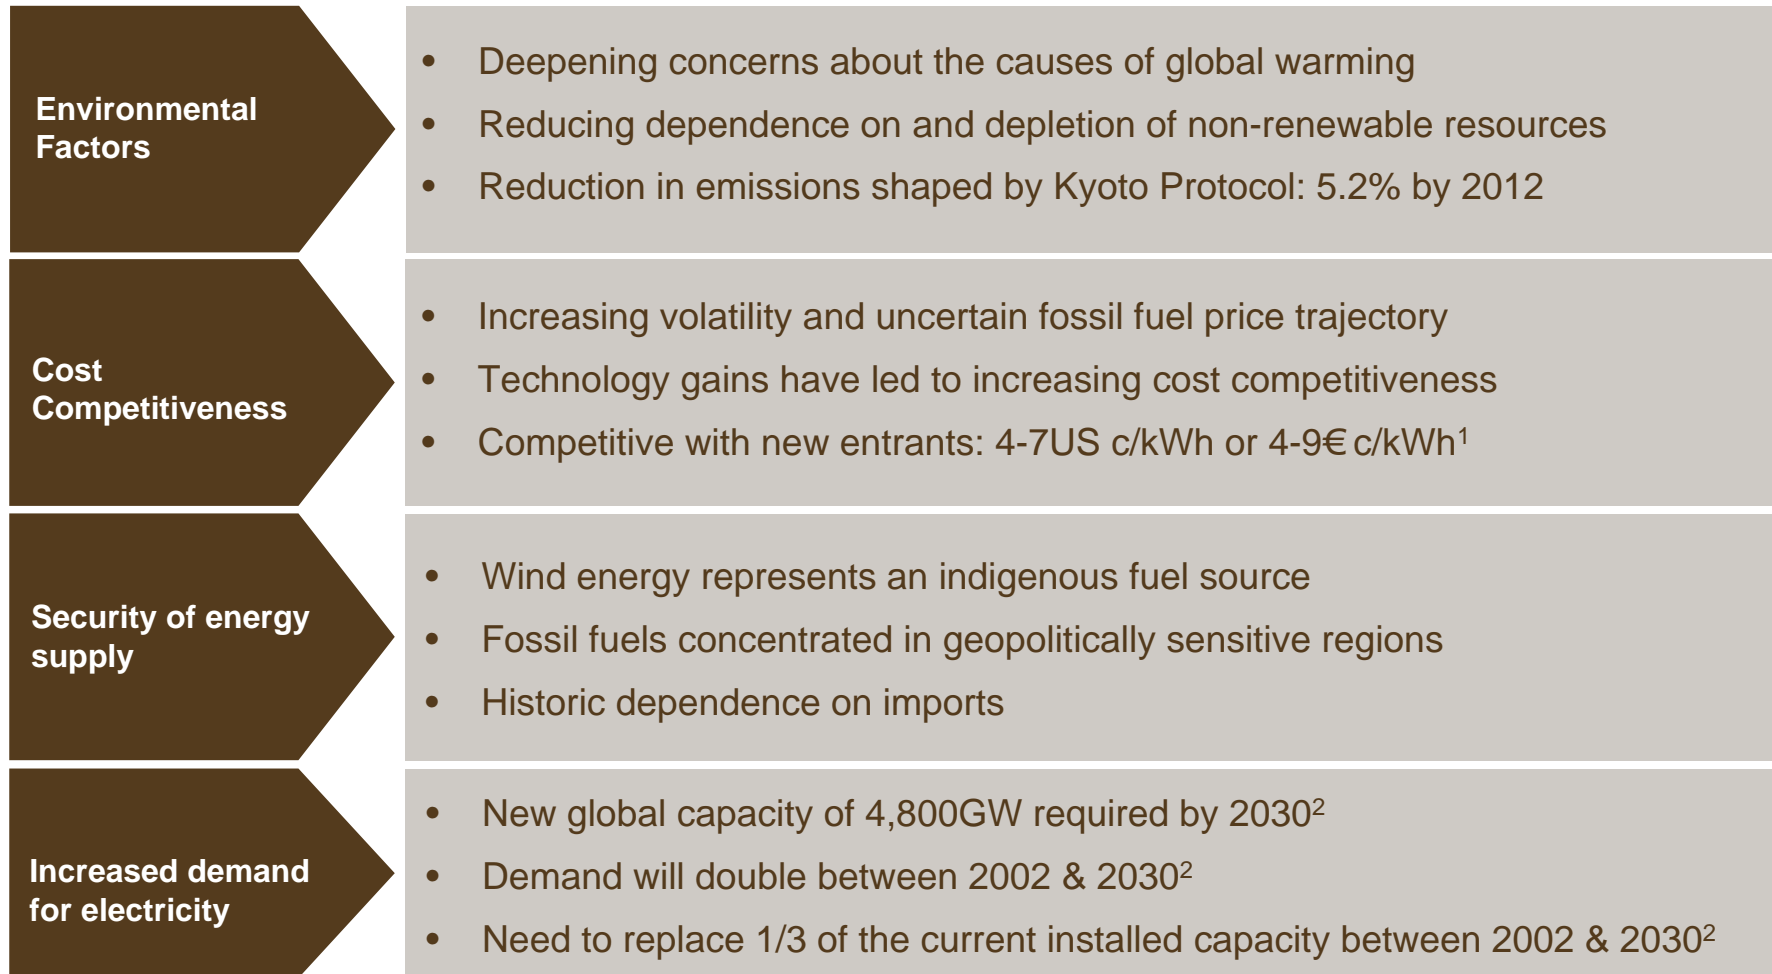 Environmental
Factors
• Deepening concerns about the causes of global warming
• Reducing dependence on and depletion of non-renewable resources
• Reduction in emissions shaped by Kyoto Protocol: 5.2% by 2012
Cost
Competitiveness
• Increasing volatility and uncertain fossil fuel price trajectory
• Technology gains have led to increasing cost competitiveness
• Competitive with new entrants: 4-7US c/kWh or 4-9€ c/kWh¹
Security of energy
supply
• Wind energy represents an indigenous fuel source
• Fossil fuels concentrated in geopolitically sensitive regions
• Historic dependence on imports
Increased demand
for electricity
• New global capacity of 4,800GW required by 2030²
• Demand will double between 2002 & 2030²
• Need to replace 1/3 of the current installed capacity between 2002 & 2030²